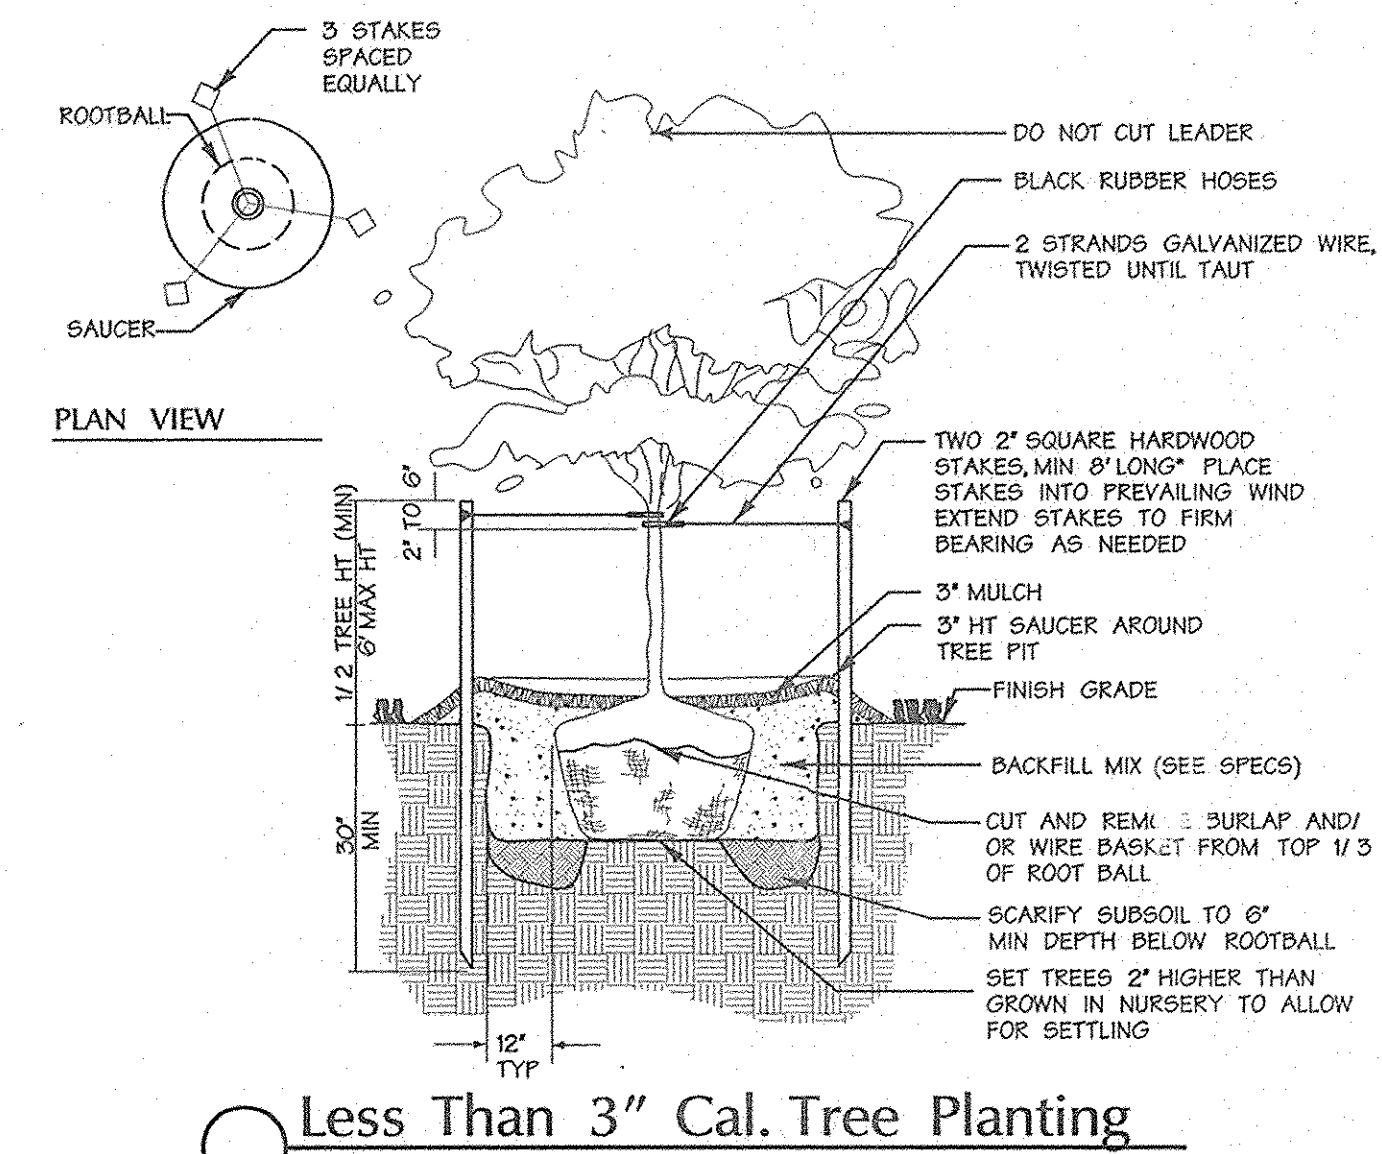 3 STAKES
SPACED
EQUALLY
ROOTBALL
SAUCER
PLAN VIEW
DO NOT CUT LEADER
BLACK RUBBER HOSES
2 STRANDS GALVANIZED WIRE,
TWISTED UNTIL TAUT
TWO 2" SQUARE HARDWOOD
STAKES, MIN 8' LONG* PLACE
STAKES INTO PREVAILING WIND
EXTEND STAKES TO FIRM
BEARING AS NEEDED
3" MULCH
3" HT SAUCER AROUND
TREE PIT
FINISH GRADE
BACKFILL MIX (SEE SPECS)
CUT AND BURLAP AND/
OR WIRE BASKET FROM TOP 1/3
OF ROOT BALL
SCARIFY SUBSOIL TO 6"
MIN DEPTH BELOW ROOTBALL
SET TREES 2" HIGHER THAN
GROWN IN NURSERY TO ALLOW
FOR SETTLING
1/2 TREE HT (MIN)
6' MAX HT
2" TO 6"
30"
MIN
12"
TYP
Less Than 3" Cal. Tree Planting